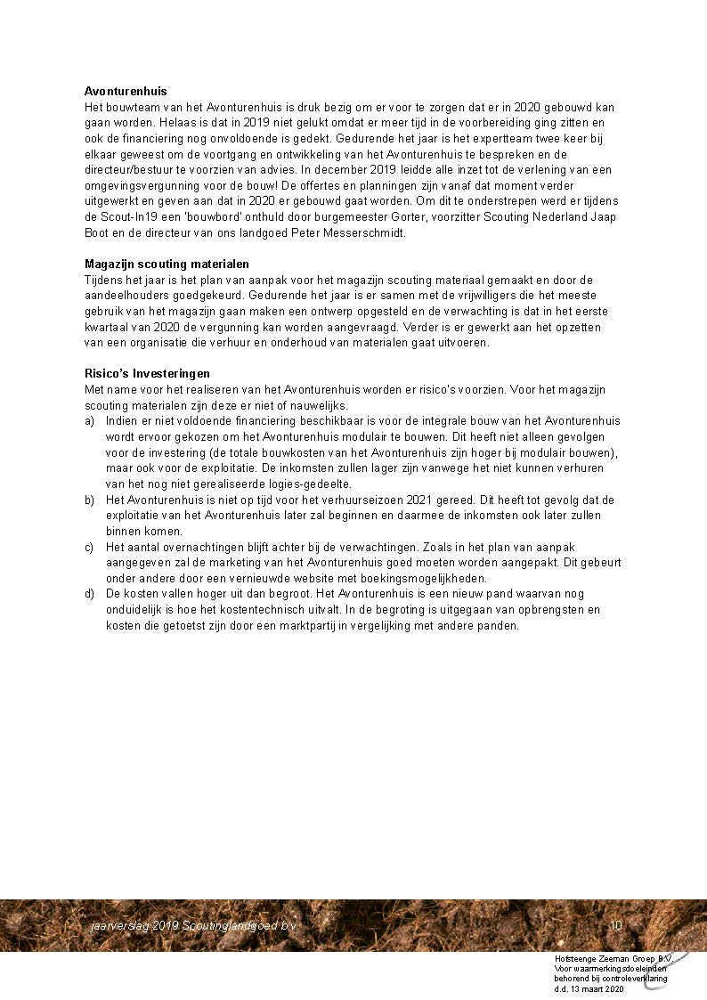 Avonturenhuis
Het bouwteam van het Avonturenhuis is druk bezig om er voor te zorgen dat er in 2020 gebouwd kan
gaan worden. Helaas is dat in 2019 niet gelukt omdat er meer tijd in de voorbereiding ging zitten en
ook de financiering nog onvoldoende is gedekt. Gedurende het jaar is het expertteam twee keer bij
elkaar geweest om de voortgang en ontwikkeling van het Avonturenhuis te bespreken en de
directeur/bestuur te voorzien van advies. In december 2019 leidde alle inzet tot de verlening van een
omgevingsvergunning voor de bouw! De offertes en planningen zijn vanaf dat moment verder
uitgewerkt en geven aan dat in 2020 er gebouwd gaat worden. Om dit te onderstrepen werd er tijdens
de Scout-In19 een 'bouwbord' onthuld door burgemeester Gorter, voorzitter Scouting Nederland Jaap
Boot en de directeur van ons landgoed Peter Messerschmidt.
Magazijn scouting materialen
Tijdens het jaar is het plan van aanpak voor het magazijn scouting materiaal gemaakt en door de
aandeelhouders goedgekeurd. Gedurende het jaar is er samen met de vrijwilligers die het meeste
gebruik van het magazijn gaan maken een ontwerp opgesteld en de verwachting is dat in het eerste
kwartaal van 2020 de vergunning kan worden aangevraagd. Verder is er gewerkt aan het opzetten
van een organisatie die verhuur en onderhoud van materialen gaat uitvoeren.
Risico's Investeringen
Met name voor het realiseren van het Avonturenhuis worden er risico's voorzien. Voor het magazijn
scouting materialen zijn deze er niet of nauwelijks.
a) Indien er niet voldoende financiering beschikbaar is voor de integrale bouw van het Avonturenhuis
wordt ervoor gekozen om het Avonturenhuis modulair te bouwen. Dit heeft niet alleen gevolgen
voor de investering (de totale bouwkosten van het Avonturenhuis zijn hoger bij modulair bouwen),
maar ook voor de exploitatie. De inkomsten zullen lager zijn vanwege het niet kunnen verhuren
van het nog niet gerealiseerde logies-gedeelte.
b) Het Avonturenhuis is niet op tijd voor het verhuurseizoen 2021 gereed. Dit heeft tot gevolg dat de
exploitatie van het Avonturenhuis later zal beginnen en daarmee de inkomsten ook later zullen
binnen komen.
c) Het aantal overnachtingen blijft achter bij de verwachtingen. Zoals in het plan van aanpak
aangegeven zal de marketing van het Avonturenhuis goed moeten worden aangepakt. Dit gebeurt
onder andere door een vernieuwde website met boekingsmogelijkheden.
d) De kosten vallen hoger uit dan begroot. Het Avonturenhuis is een nieuw pand waarvan nog
onduidelijk is hoe het kostentechnisch uitvalt. In de begroting is uitgegaan van opbrengsten en
kosten die getoetst zijn door een marktpartij in vergelijking met andere panden.
jaarverslag 2019 Scoutinglandgoed b.v. 10
Hofsteenge Zeeman Groep B.V.
Voor waarmerkingsdoeleinden
behorend bij controleverklaring
d.d. 13 maart 2020